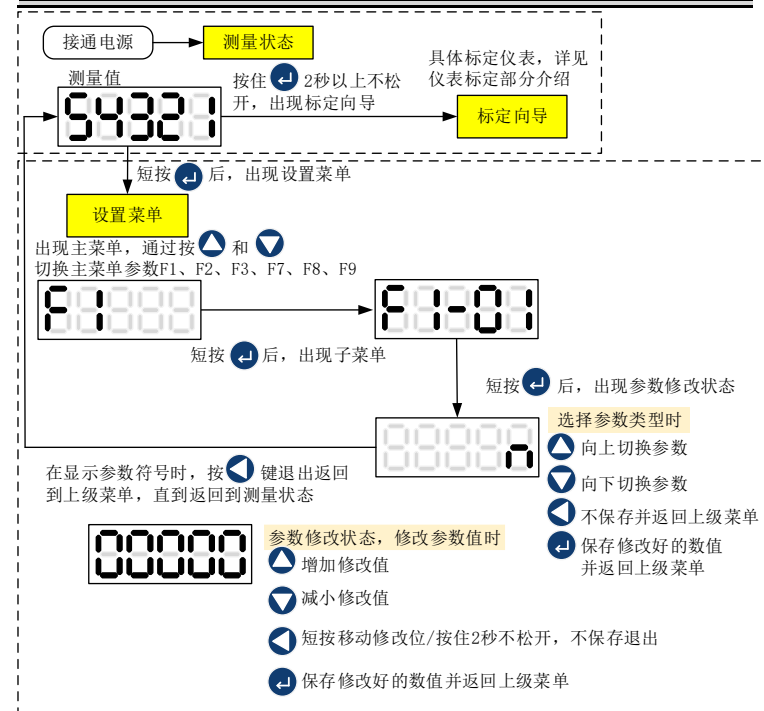 接通电源
测量状态
测量值
54321
按住 2秒以上不松
开，出现标定向导
具体标定仪表，详见
仪表标定部分介绍
标定向导
短按 后，出现设置菜单
设置菜单
出现主菜单，通过按 和
切换主菜单参数F1、F2、F3、F7、F8、F9
F1
F1-01
短按 后，出现子菜单
短按 后，出现参数修改状态
n
选择参数类型时
向上切换参数
向下切换参数
不保存并返回上级菜单
保存修改好的数值
并返回上级菜单
在显示参数符号时，按 键退出返回
到上级菜单，直到返回到测量状态
00000
参数修改状态，修改参数值时
增加修改值
减小修改值
短按移动修改位/按住2秒不松开，不保存退出
保存修改好的数值并返回上级菜单